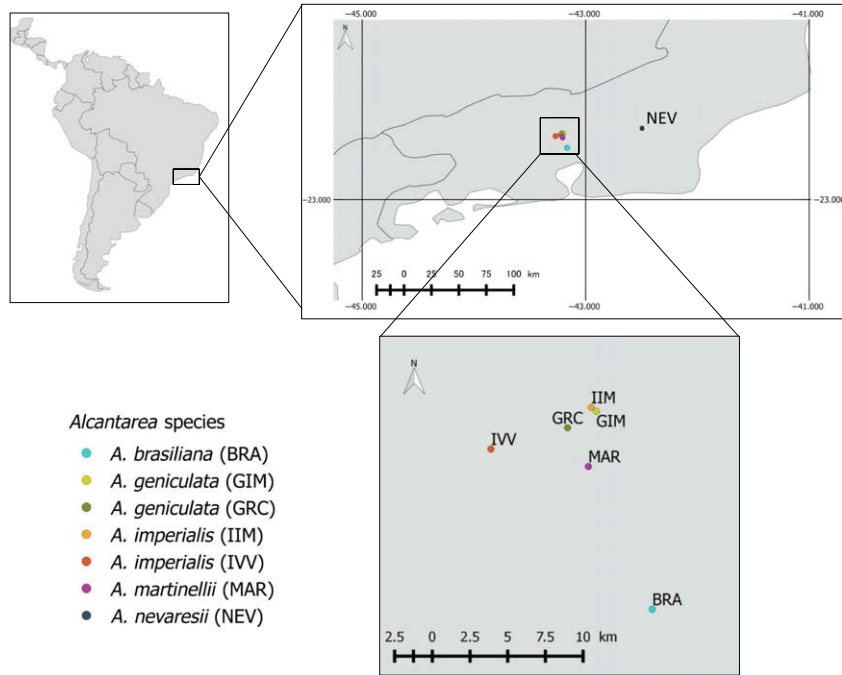 −45.000 −43.000 −41.000
N
NEV
−23.000 −23.000
25 0 25 50 75 100 km
−45.000 −43.000 −41.000
N
IIM
GRC GIM
IVV
MAR
BRA
2.5 0 2.5 5 7.5 10 km
Alcantarea species
A. brasiliana (BRA)
A. geniculata (GIM)
A. geniculata (GRC)
A. imperialis (IIM)
A. imperialis (IVV)
A. martinellii (MAR)
A. nevaresii (NEV)